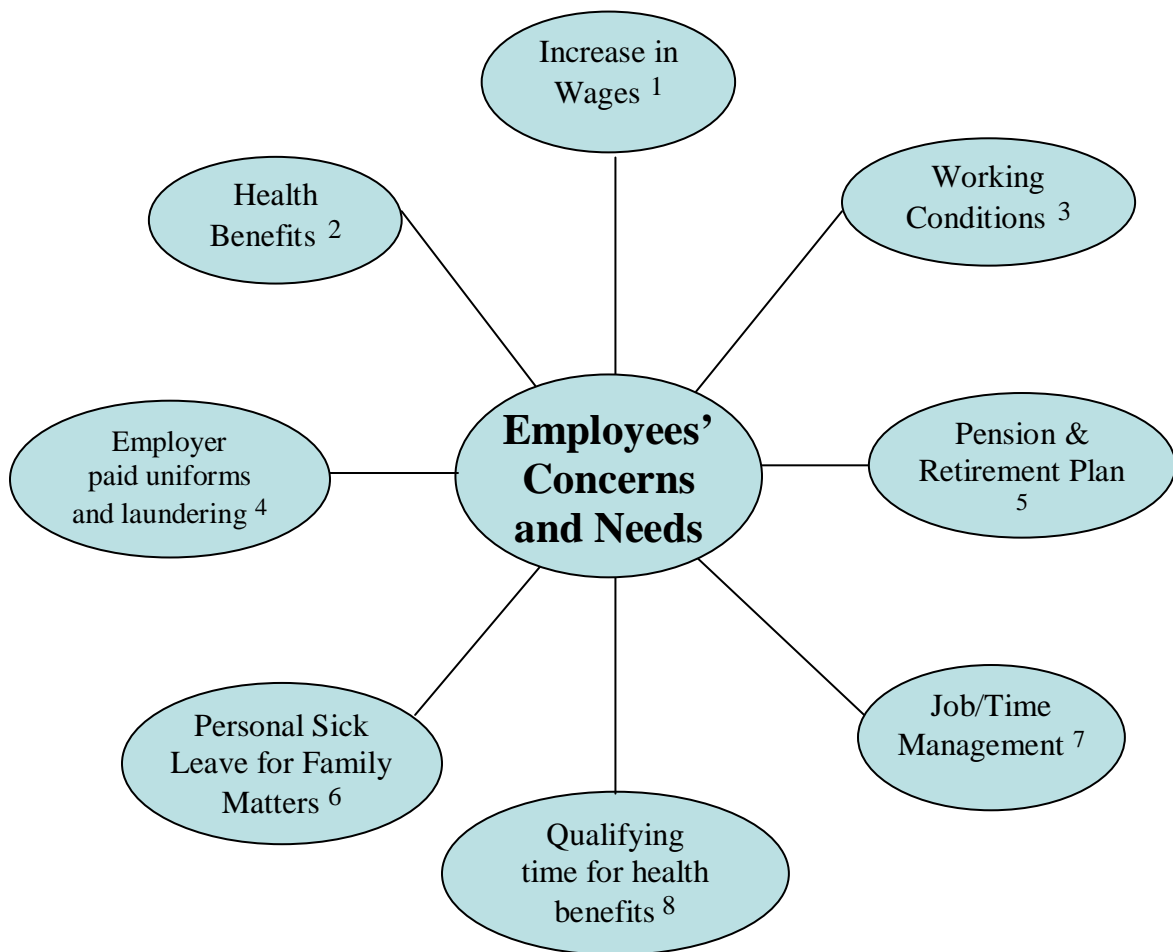 Increase in
Wages 1
Health
Benefits 2
Working
Conditions 3
Employer
paid uniforms
and laundering 4
Employees’
Concerns
and Needs
Pension &
Retirement Plan
5
Personal Sick
Leave for Family
Matters 6
Job/Time
Management 7
Qualifying
time for health
benefits 8